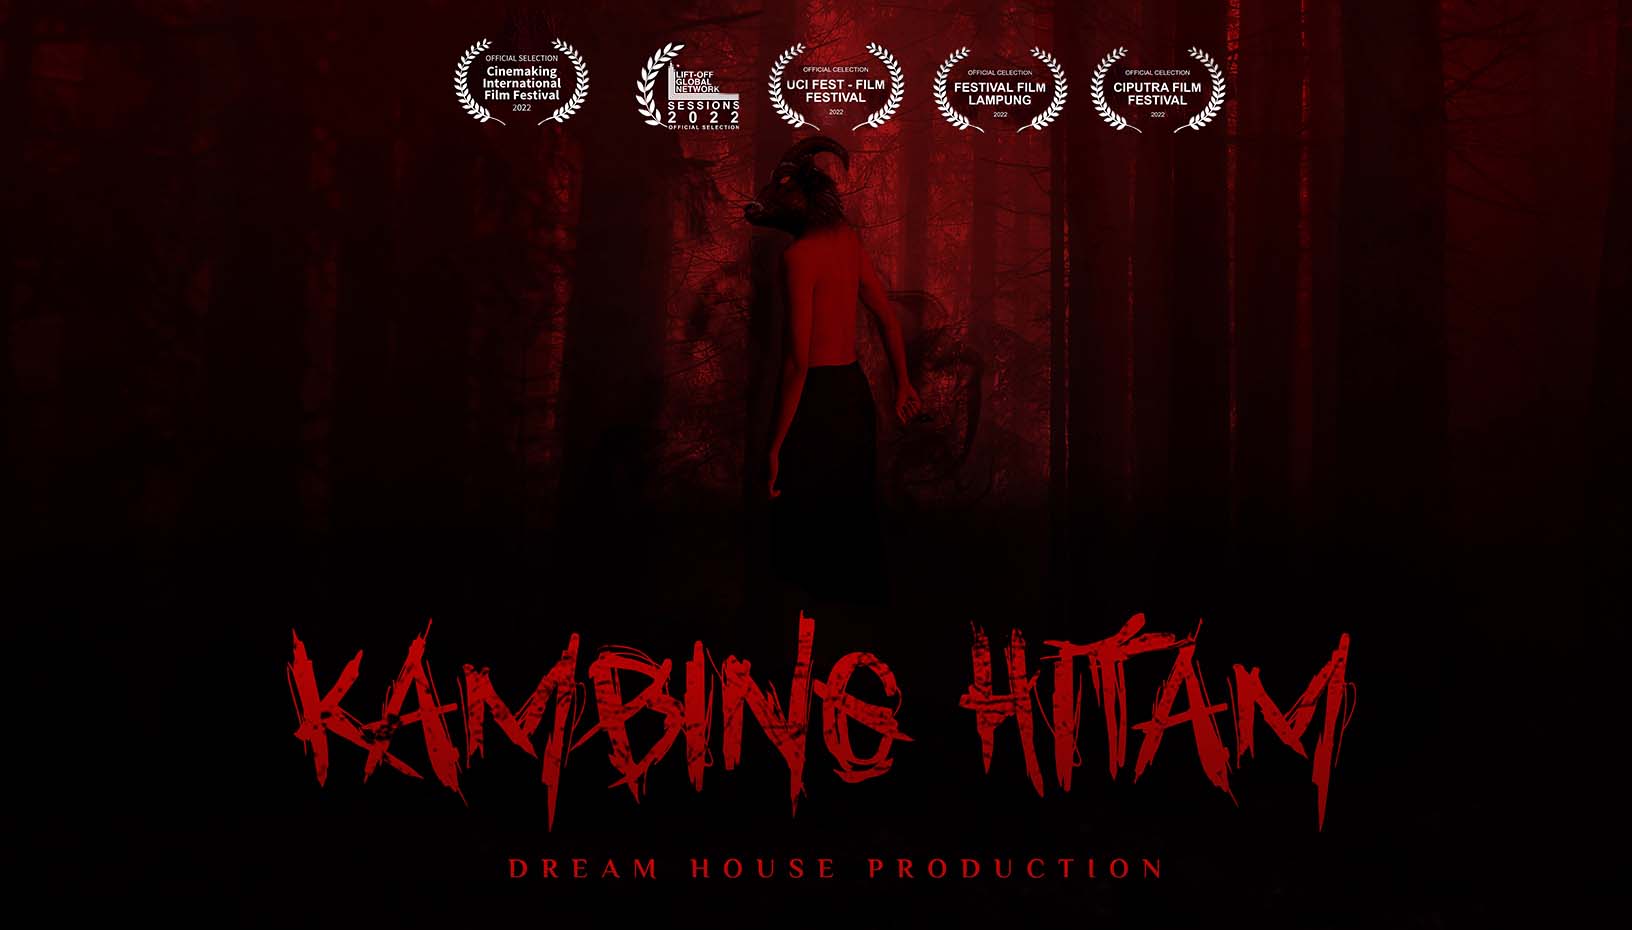 OFFICIAL SELECTION
Cinemaking
International
Film Festival
2022
LIFT-OFF
GLOBAL
NETWORK
SESSIONS
2022
OFFICIAL SELECTION
OFFICIAL CELECTION
UCI FEST - FILM
FESTIVAL
2022
OFFICIAL CELECTION
FESTIVAL FILM
LAMPUNG
2022
OFFICIAL CELECTION
CIPUTRA FILM
FESTIVAL
2022
KAMBING HITAM
DREAM HOUSE PRODUCTION